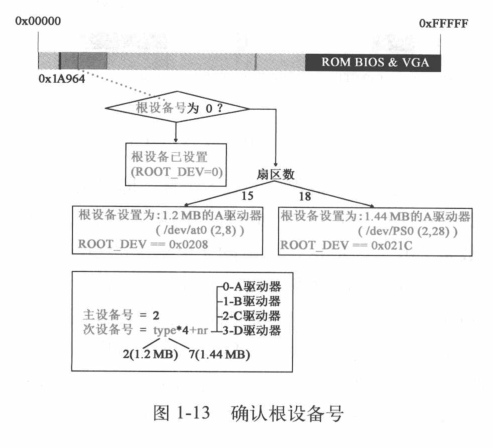 0x00000
0xFFFFF
ROM BIOS & VGA
0x1A964
根设备号为 0 ?
根设备已设置
(ROOT_DEV=0)
扇区数
15
18
根设备设置为:1.2 MB的A驱动器
( /dev/at0 (2,8) )
ROOT_DEV == 0x0208
根设备设置为:1.44 MB的A驱动器
( /dev/PS0 (2,28) )
ROOT_DEV == 0x021C
0-A驱动器
1-B驱动器
主设备号 = 2
2-C驱动器
次设备号 = type*4+nr
3-D驱动器
2(1.2 MB)
7(1.44 MB)
图 1-13 确认根设备号